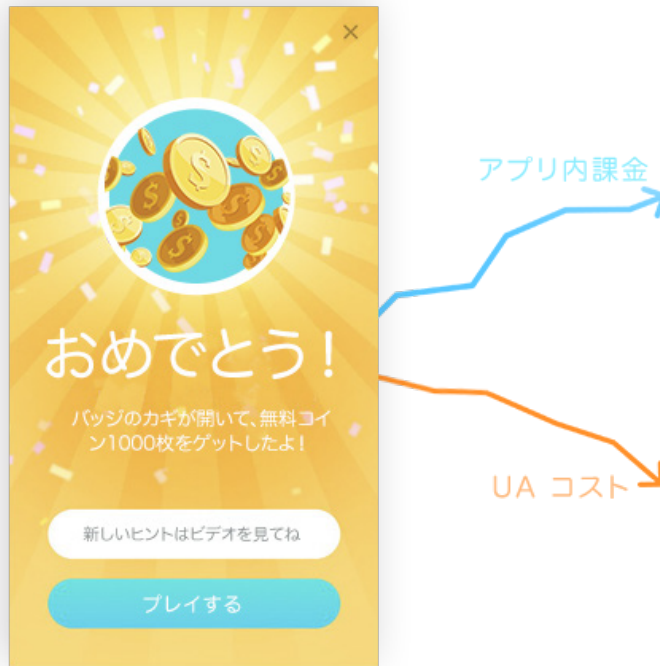 おめでとう!
バッジのカギが開いて、無料コイ
ン1000枚をゲットしたよ!
新しいヒントはビデオを見てね
プレイする
アプリ内課金
UA コスト